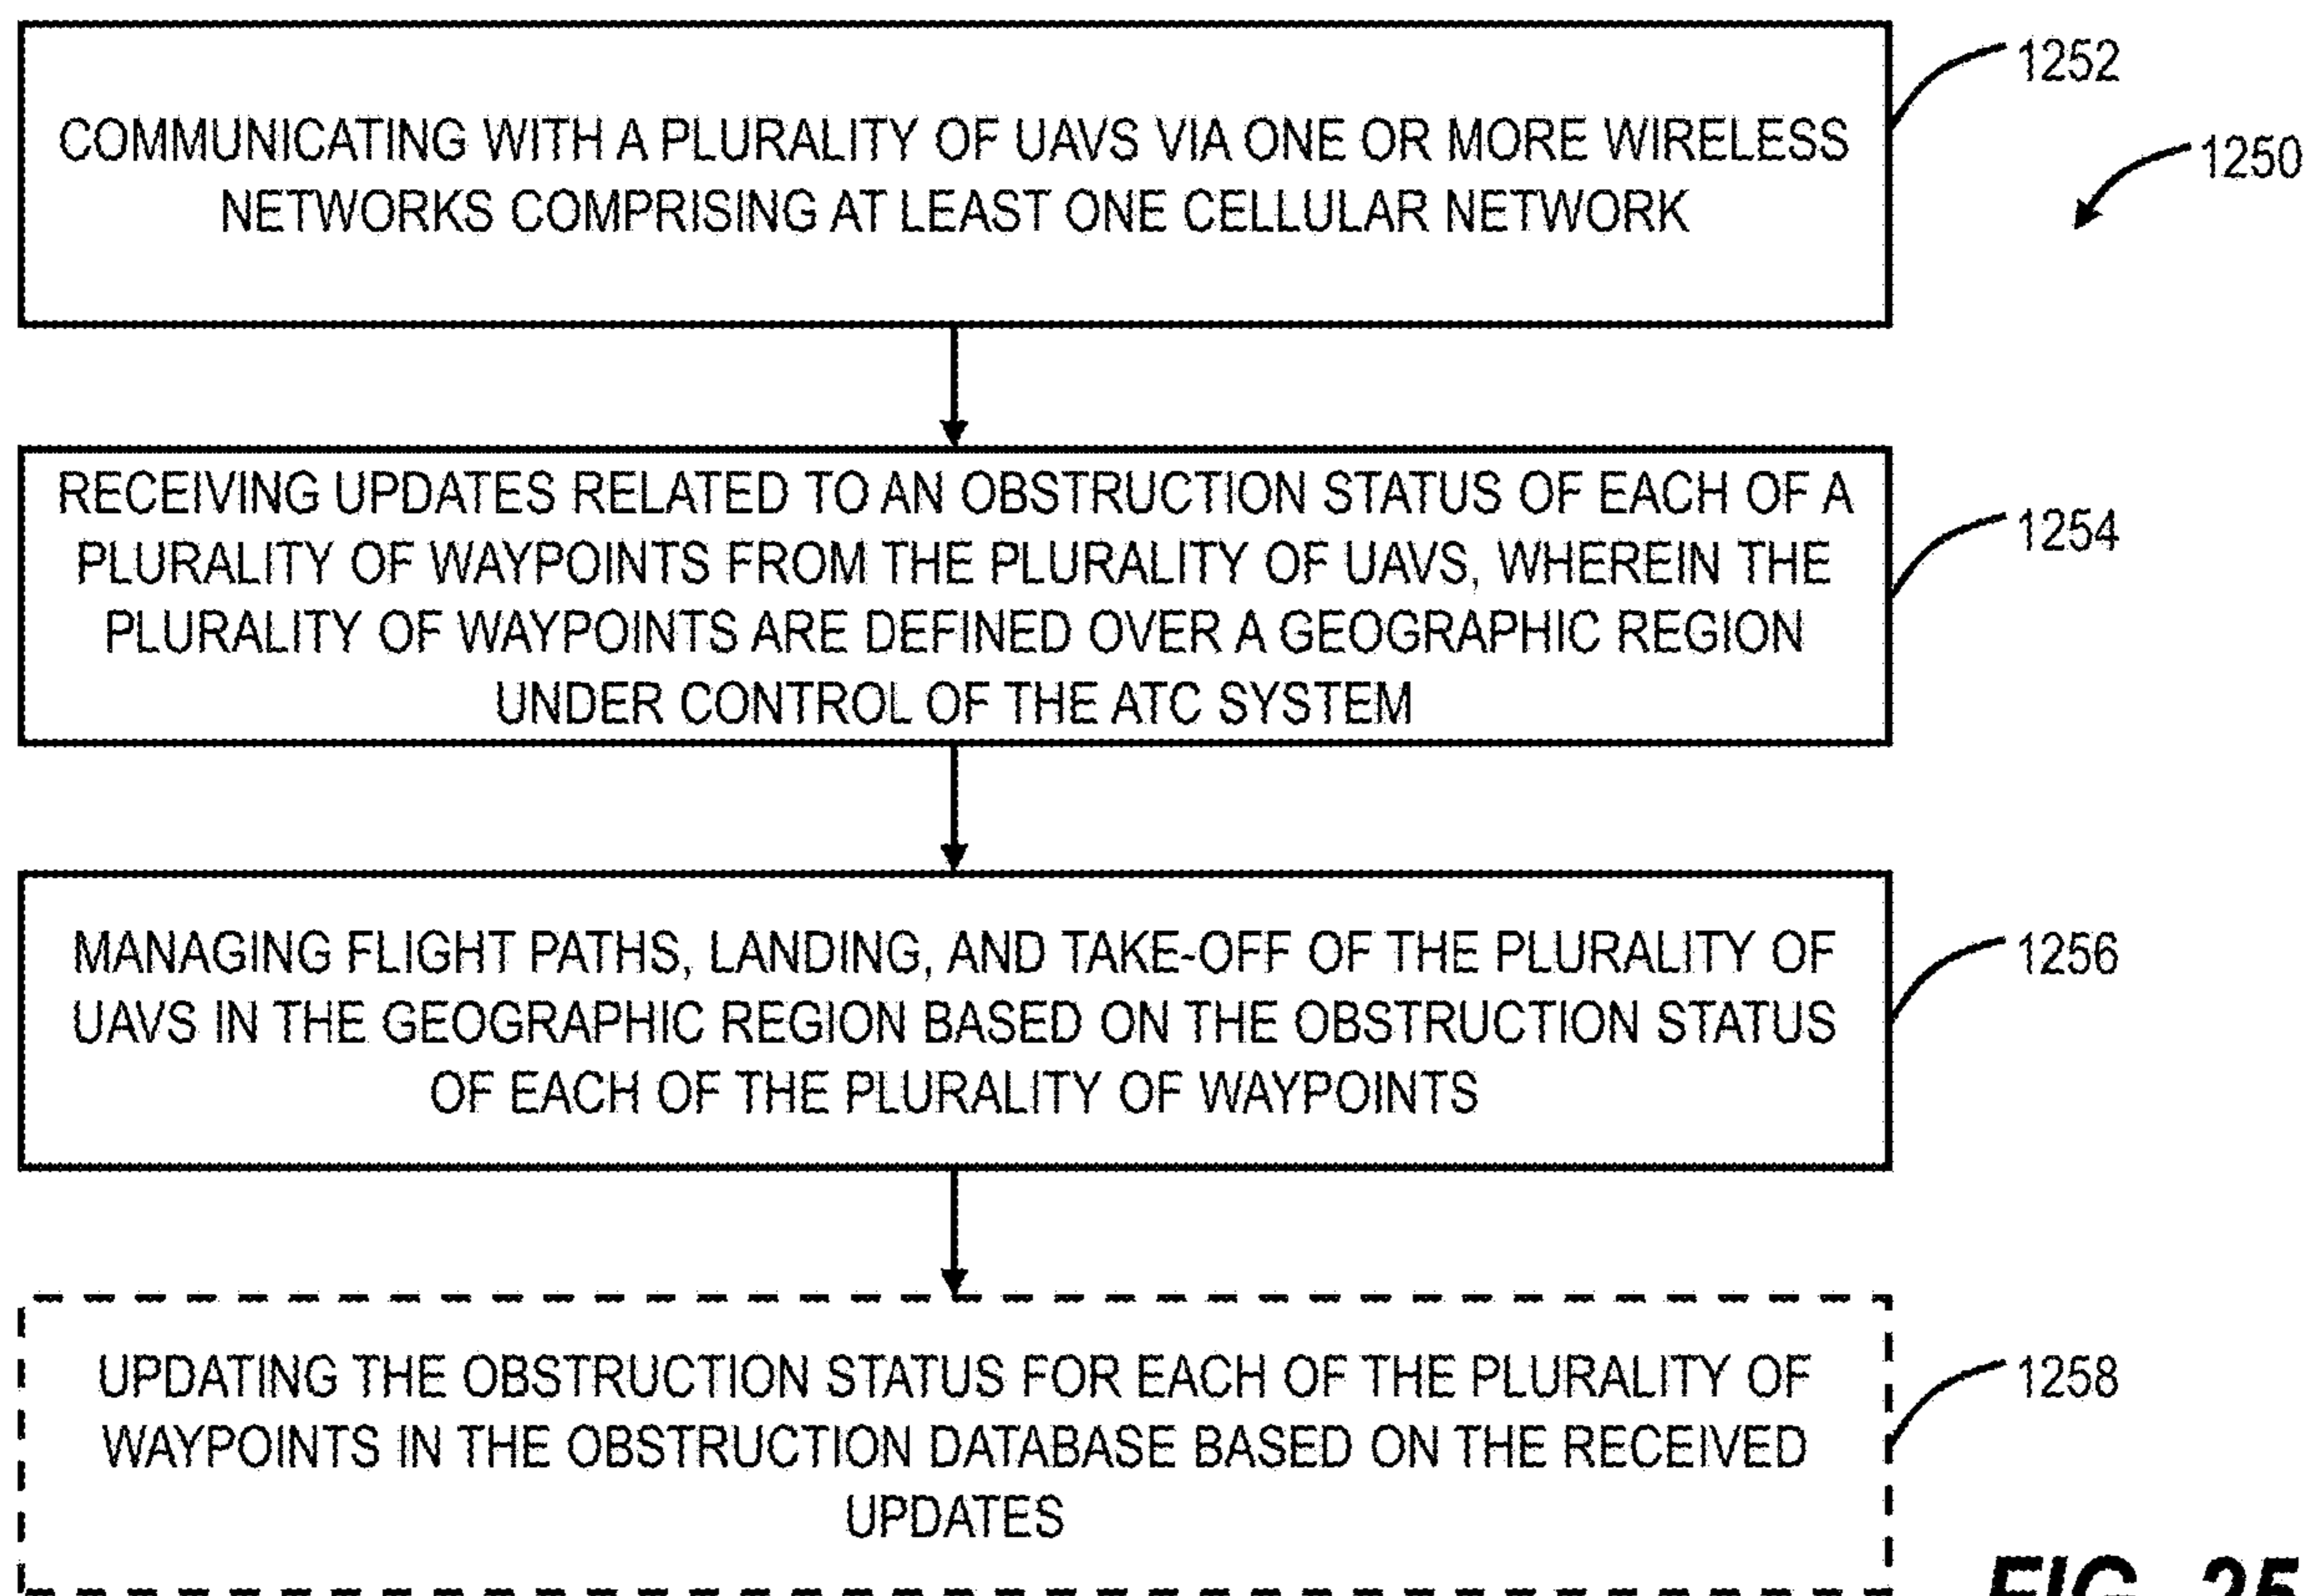 COMMUNICATING WITH A PLURALITY OF UAVS VIA ONE OR MORE WIRELESS
NETWORKS COMPRISING AT LEAST ONE CELLULAR NETWORK
1252
1250
RECEIVING UPDATES RELATED TO AN OBSTRUCTION STATUS OF EACH OF A
PLURALITY OF WAYPOINTS FROM THE PLURALITY OF UAVS, WHEREIN THE
PLURALITY OF WAYPOINTS ARE DEFINED OVER A GEOGRAPHIC REGION
UNDER CONTROL OF THE ATC SYSTEM
1254
MANAGING FLIGHT PATHS, LANDING, AND TAKE-OFF OF THE PLURALITY OF
UAVS IN THE GEOGRAPHIC REGION BASED ON THE OBSTRUCTION STATUS
OF EACH OF THE PLURALITY OF WAYPOINTS
1256
UPDATING THE OBSTRUCTION STATUS FOR EACH OF THE PLURALITY OF
WAYPOINTS IN THE OBSTRUCTION DATABASE BASED ON THE RECEIVED
UPDATES
1258
FIG. 25